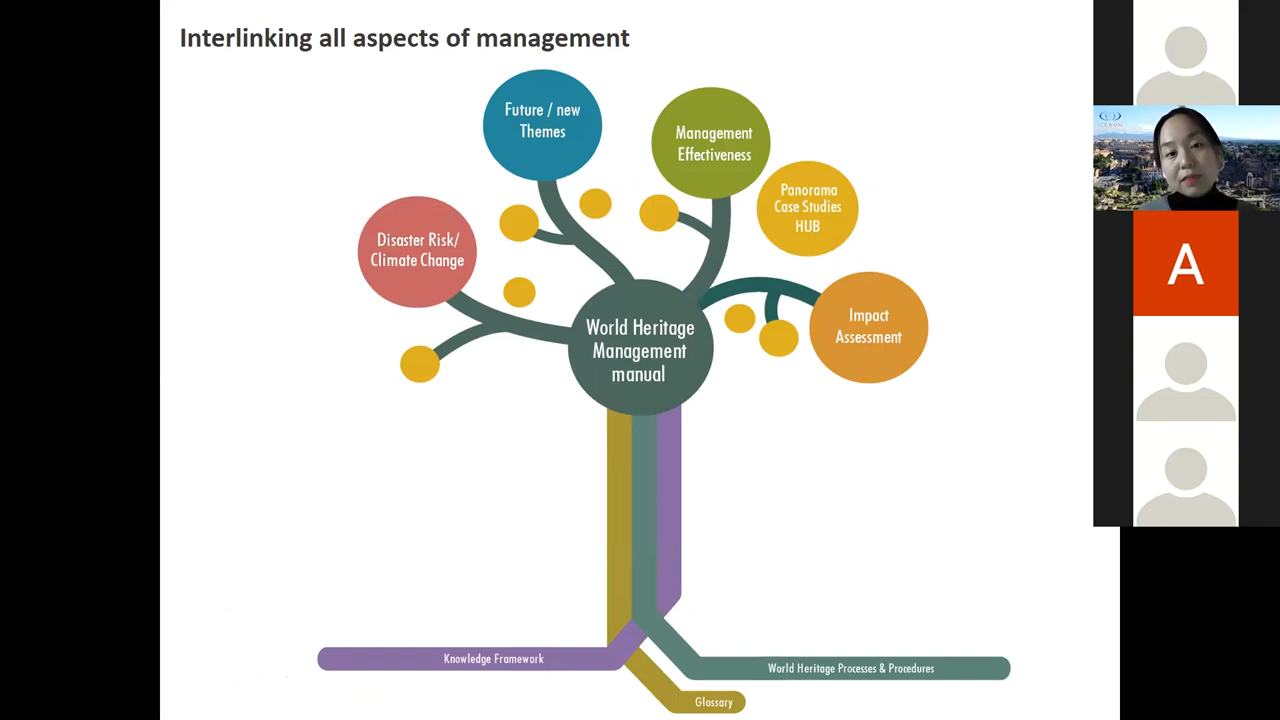 Interlinking all aspects of management
Future / new
Themes
Management
Effectiveness
Panorama
Case Studies
HUB
Disaster Risk/
Climate Change
Impact
Assessment
World Heritage
Management
manual
Knowledge Framework
World Heritage Processes & Procedures
Glossary
ICCROM
A